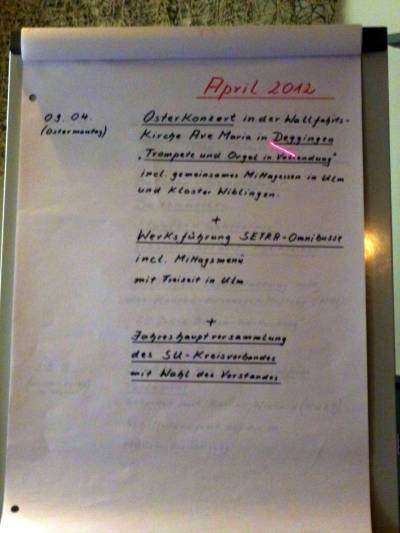 April 2012
09.04. Osterkonzert in der Wallfahrts-
(Ostermontag) Kirche Ave Maria in Deggingen
„Trompete und Orgel in Vollendung"
incl. gemeinsames Mittagessen in Ulm
und Kloster Wiblingen.
+
Werksführung SETRA-Omnibusse
incl. Mittagsmenü
mit Freizeit in Ulm
+
Jahreshauptversammlung
des SU-Kreisverbandes
mit Wahl des Vorstandes